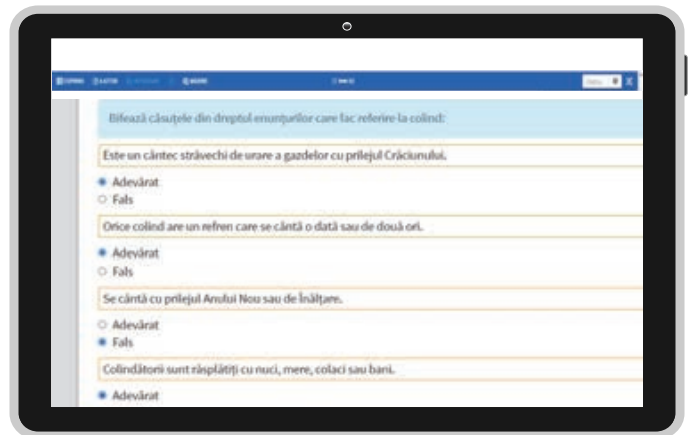 Bifează căsuțele din dreptul enunțurilor care fac referire la colind:
Este un cântec străvechi de urare a gazdelor cu prilejul Crăciunului.
Adevărat
Fals
Orice colind are un refren care se cântă o dată sau de două ori.
Adevărat
Fals
Se cântă cu prilejul Anului Nou sau de Înălțare.
Adevărat
Fals
Colindătorii sunt răsplătiți cu nuci, mere, colaci sau bani.
Adevărat